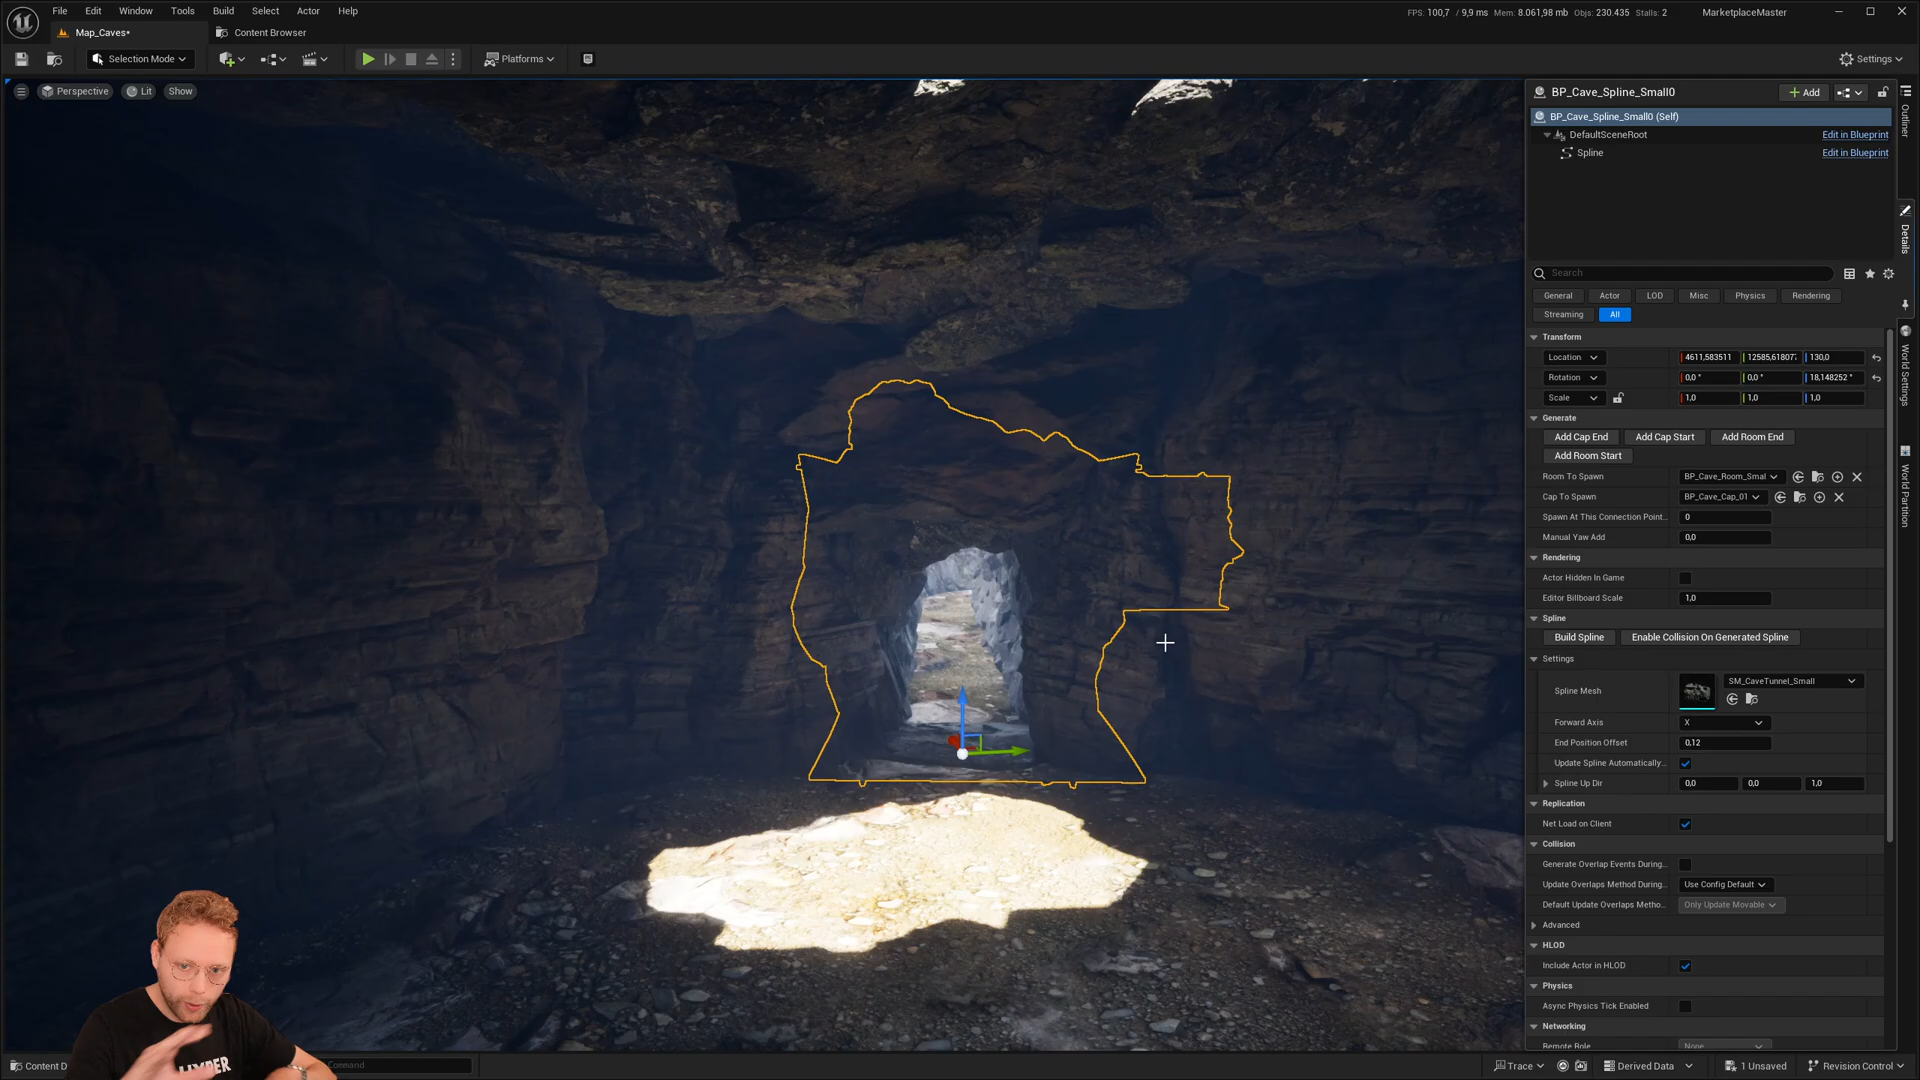 File Edit Window Tools Build Select Actor Help
FPS: 100,7 / 9,9 ms Mem: 8.061,98 mb Objs: 230.435 Stalls: 2 MarketplaceMaster
Map_Caves* Content Browser
Selection Mode Platforms Settings
Perspective Lit Show
BP_Cave_Spline_Small0 Add
BP_Cave_Spline_Small0 (Self)
DefaultSceneRoot Edit in Blueprint
Spline Edit in Blueprint
Outliner
Details
World Settings
World Partition
Search
General Actor LOD Misc Physics Rendering
Streaming All
Transform
Location 4611,583511 12585,61807 130,0
Rotation 0,0 ° 0,0 ° 18,148252 °
Scale 1,0 1,0 1,0
Generate
Add Cap End Add Cap Start Add Room End
Add Room Start
Room To Spawn BP_Cave_Room_Smal
Cap To Spawn BP_Cave_Cap_01
Spawn At This Connection Point... 0
Manual Yaw Add 0,0
Rendering
Actor Hidden In Game
Editor Billboard Scale 1,0
Spline
Build Spline Enable Collision On Generated Spline
Settings
Spline Mesh SM_CaveTunnel_Small
Forward Axis X
End Position Offset 0,12
Update Spline Automatically...
Spline Up Dir 0,0 0,0 1,0
Replication
Net Load on Client
Collision
Generate Overlap Events During...
Update Overlaps Method During... Use Config Default
Default Update Overlaps Metho... Only Update Movable
Advanced
HLOD
Include Actor in HLOD
Physics
Async Physics Tick Enabled
Networking
Remote Role None
Content D
Command
Trace Derived Data 1 Unsaved Revision Control